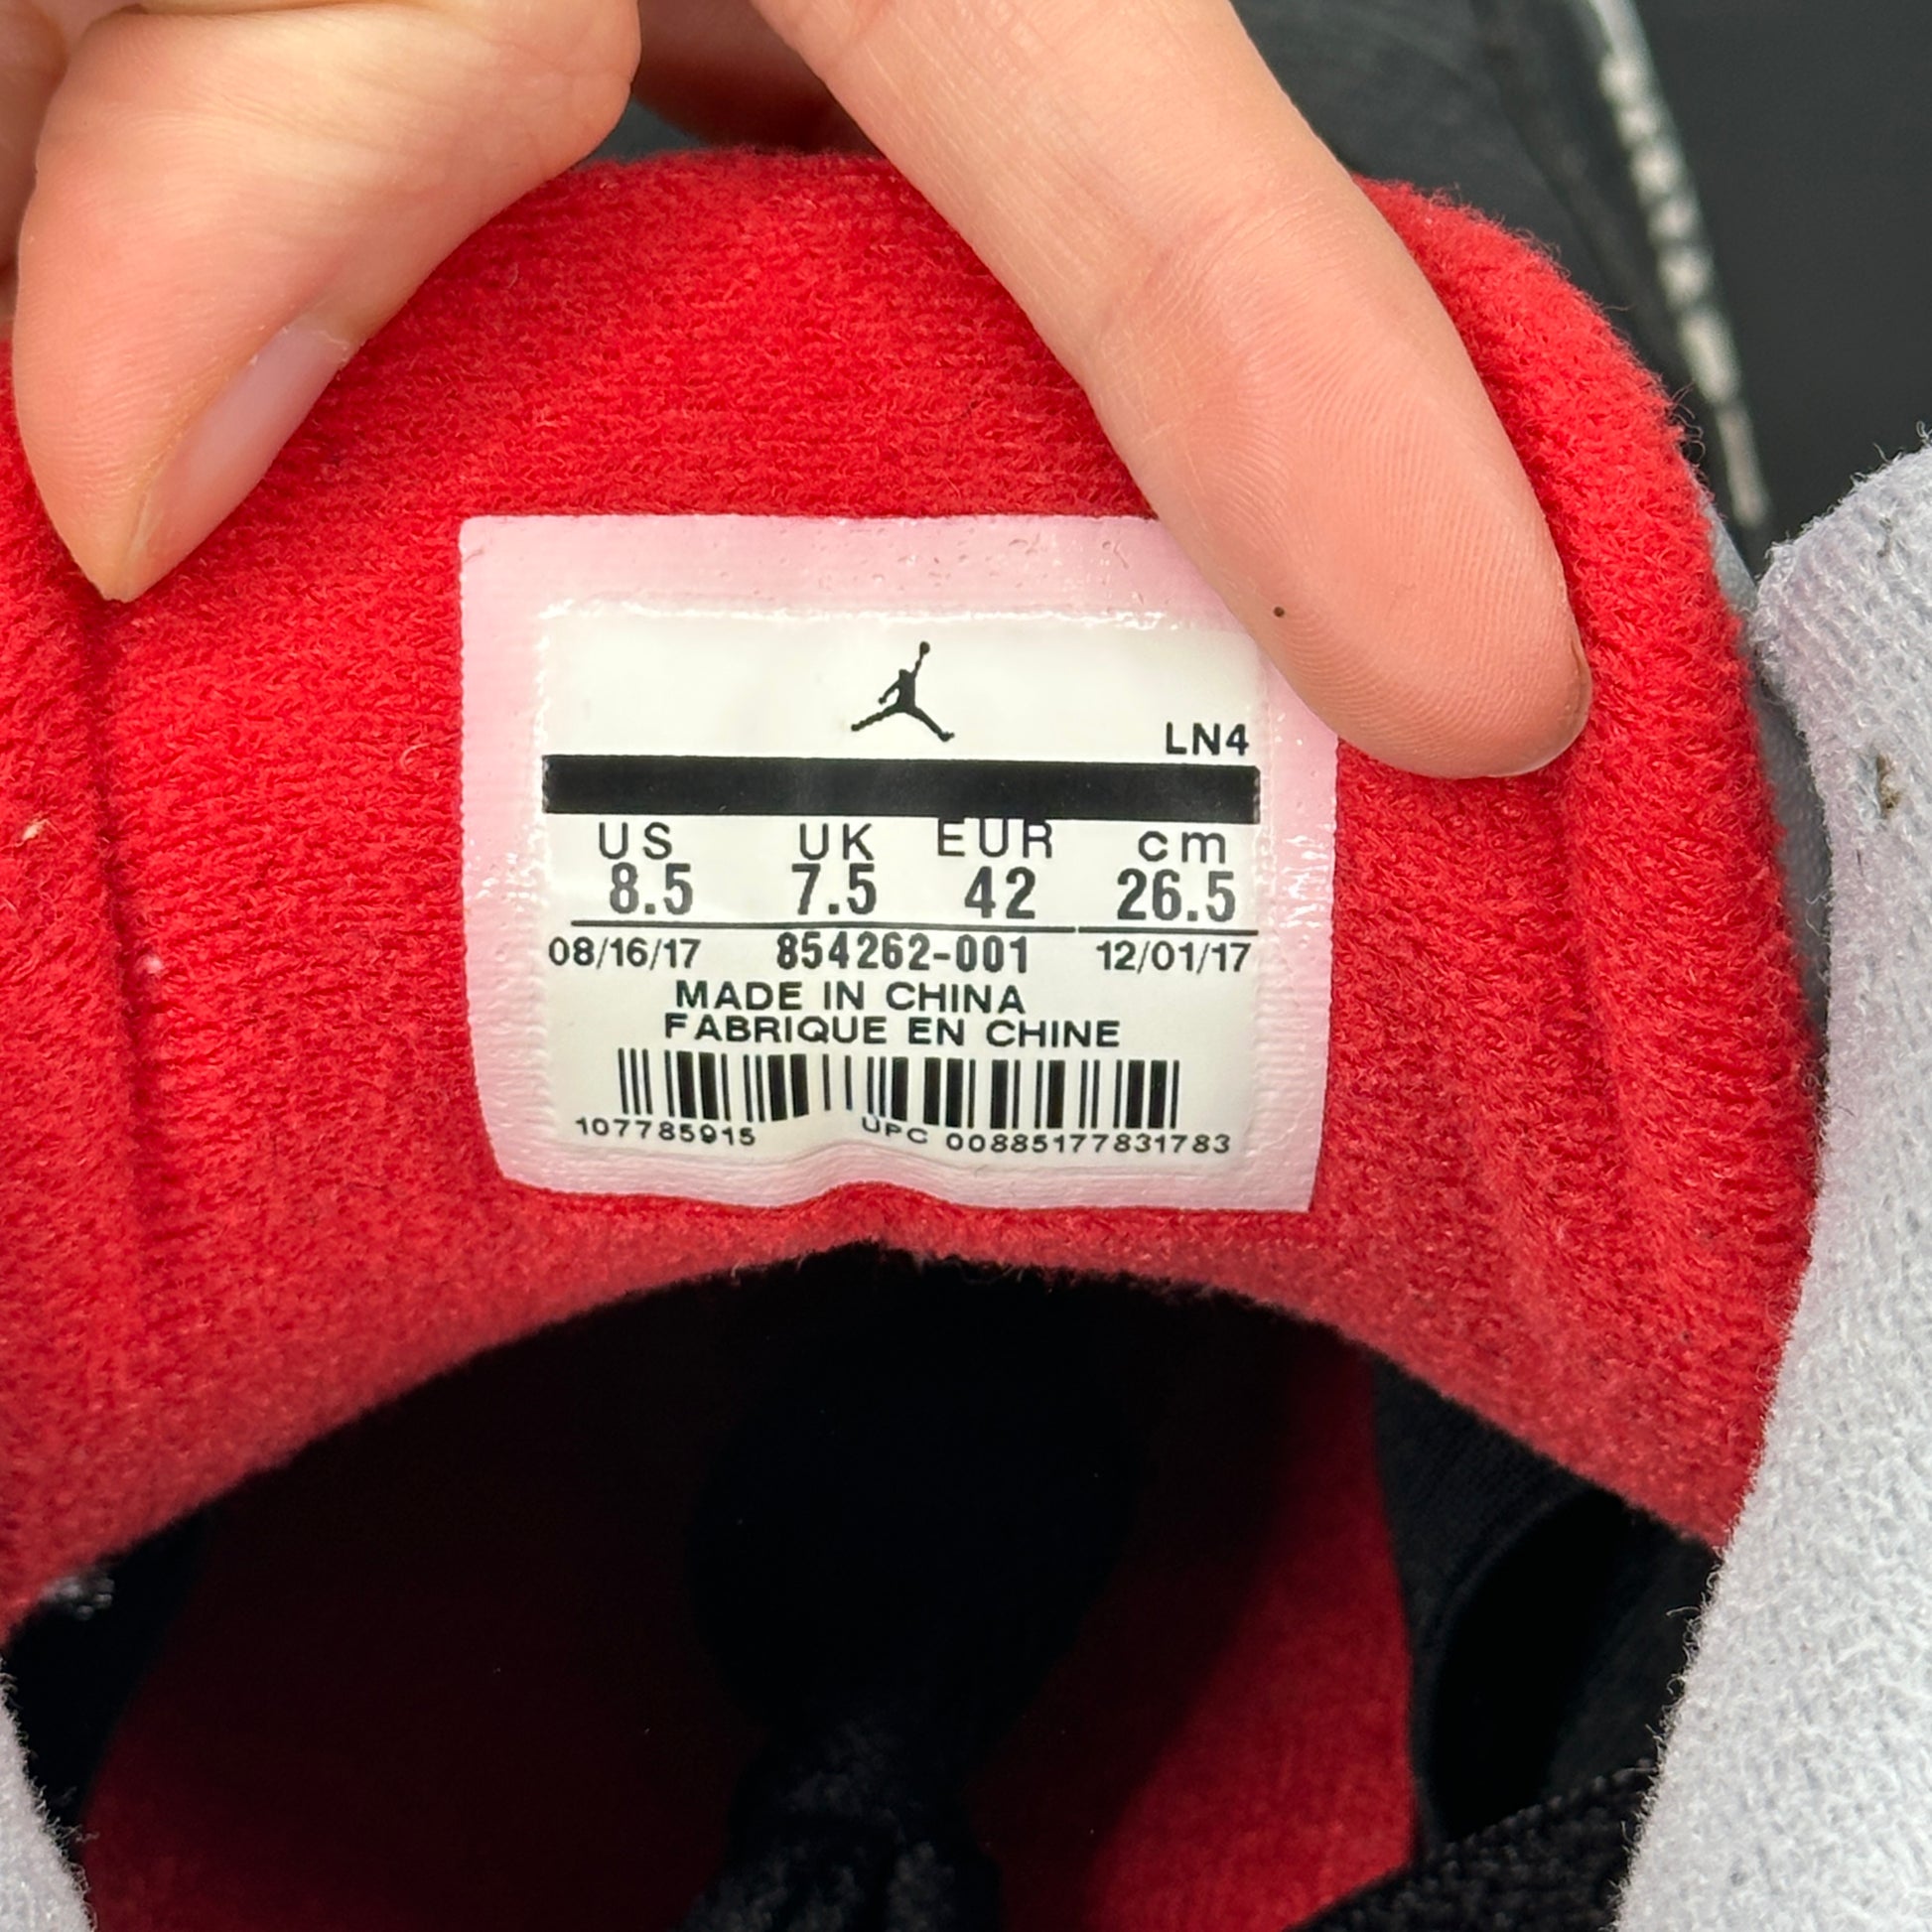 LN4
US UK EUR cm
8.5 7.5 42 26.5
08/16/17 854262-001 12/01/17
MADE IN CHINA
FABRIQUE EN CHINE
107785915 UPC 00885177831783